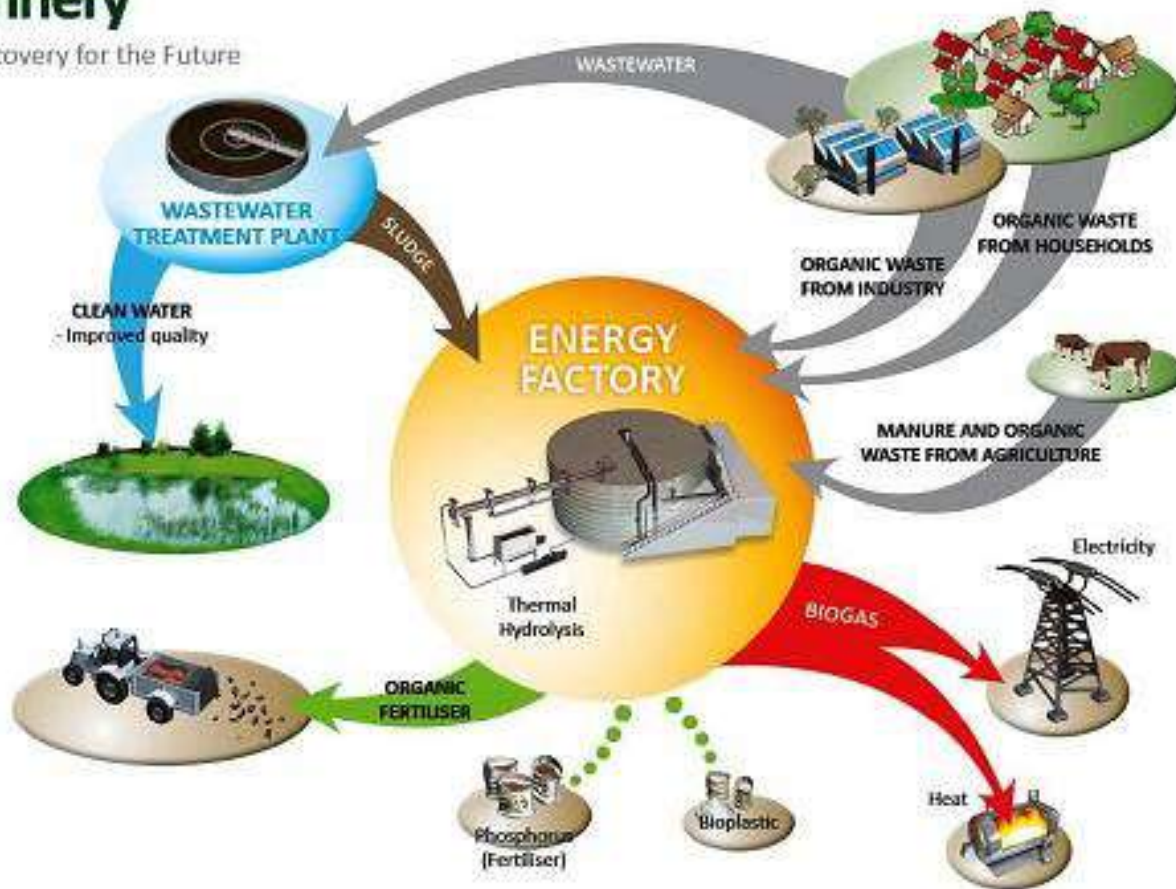 WASTEWATER
WASTEWATER
TREATMENT PLANT
SLUDGE
ORGANIC WASTE
FROM HOUSEHOLDS
ORGANIC WASTE
FROM INDUSTRY
CLEAN WATER
- Improved quality
ENERGY
FACTORY
MANURE AND ORGANIC
WASTE FROM AGRICULTURE
Electricity
Thermal
Hydrolysis
BIOGAS
ORGANIC
FERTILISER
Heat
Phosphorus
(Fertiliser)
Bioplastic
for the Future